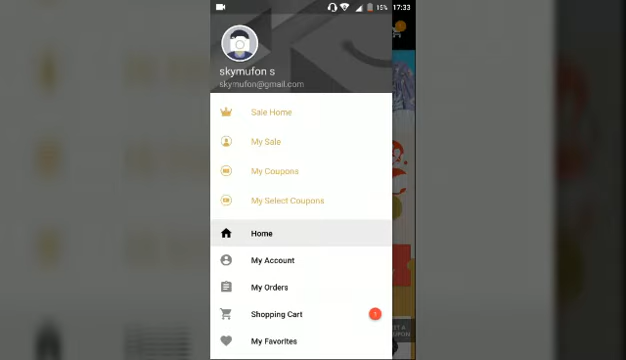 15% 17:33
skymufon s
skymufon@gmail.com
Sale Home
My Sale
My Coupons
My Select Coupons
Home
My Account
My Orders
Shopping Cart
My Favorites